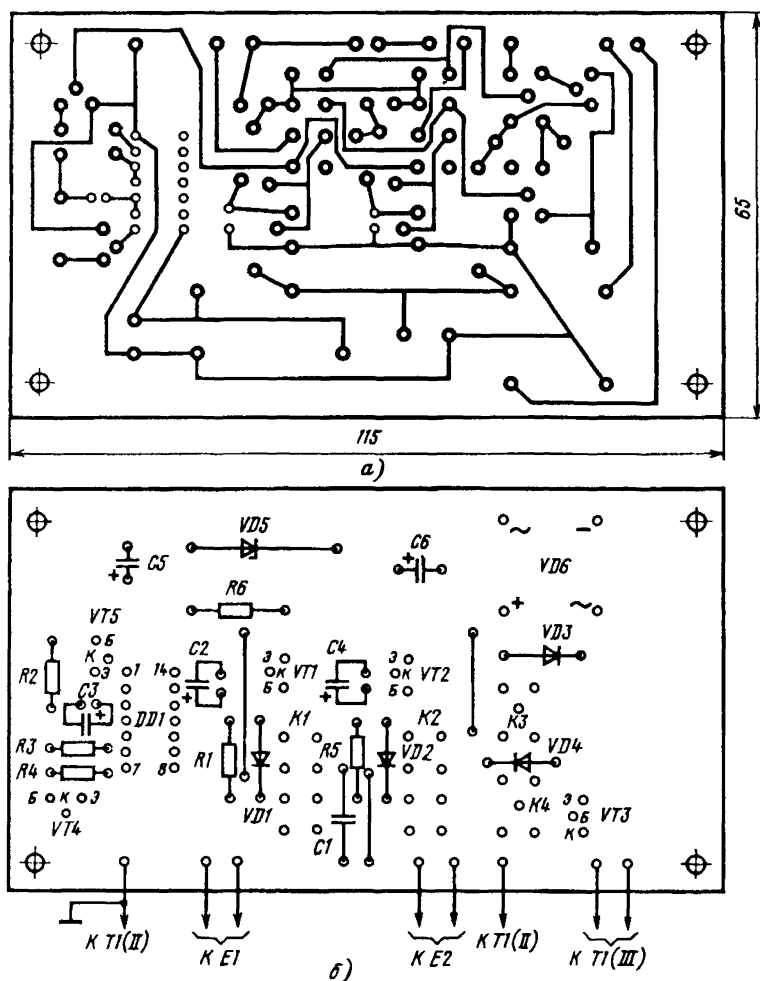 65
115
а)
VD5
C5
+
C6
+
~
−
VD6
R6
+
~
VT5
Б
К
Э
C2
+
Э
К
Б
VT1
C4
+
Э
К
Б
VT2
VD3
R2
1
14
C3
+
DD1
R3
R4
7
8
R1
VD1
K1
R5
VD2
K2
K3
VD4
K4
Б К Э
VT4
C1
Э
Б
К
VT3
К T1(II)
К E1
К E2
К T1(II)
К T1(III)
б)